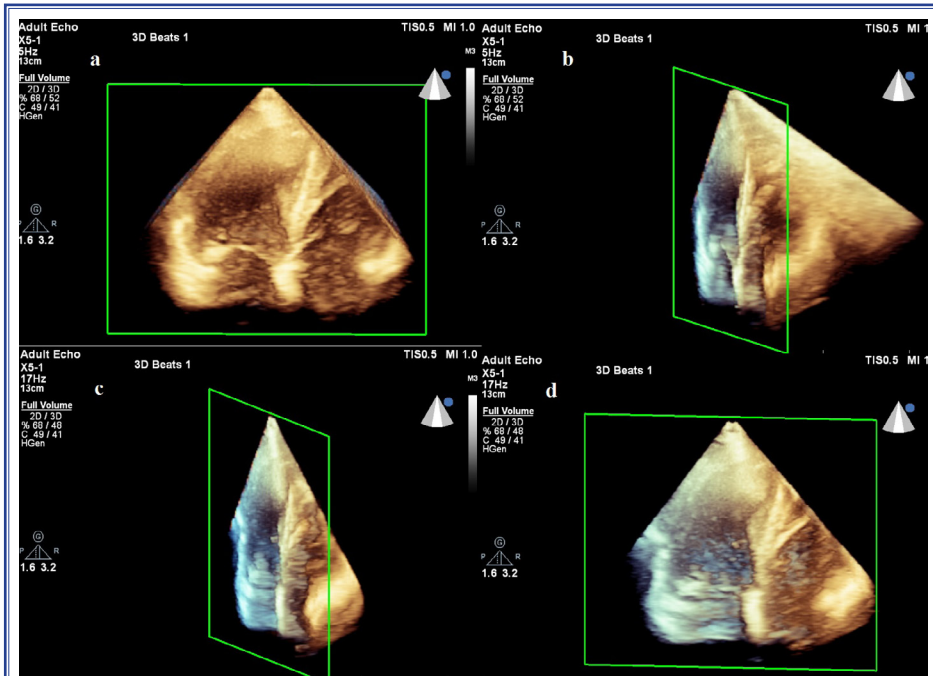 Adult Echo
TIS0.5 MI 1.0
X5-1
5Hz
13cm
3D Beats 1
a
M3
Full Volume
2D / 3D
% 68 / 52
C 49 / 41
HGen
G
P R
1.6 3.2
Adult Echo
TIS0.5 MI 1
X5-1
5Hz
13cm
3D Beats 1
b
Full Volume
2D / 3D
% 68 / 52
C 49 / 41
HGen
G
P R
1.6 3.2
Adult Echo
TIS0.5 MI 1.0
X5-1
17Hz
13cm
3D Beats 1
c
M3
Full Volume
2D / 3D
% 68 / 48
C 49 / 41
HGen
G
P R
1.6 3.2
Adult Echo
TIS0.5 MI 1
X5-1
17Hz
13cm
3D Beats 1
d
Full Volume
2D / 3D
% 68 / 48
C 49 / 41
HGen
G
P R
1.6 3.2